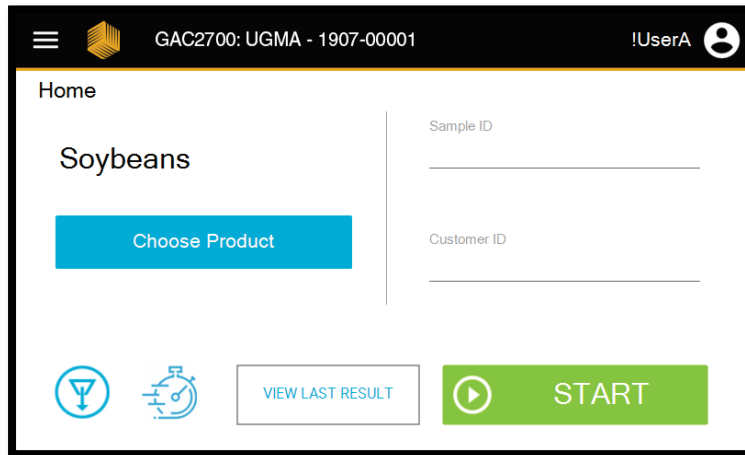 GAC2700: UGMA - 1907-00001
!UserA
Home
Soybeans
Choose Product
Sample ID
Customer ID
VIEW LAST RESULT
START